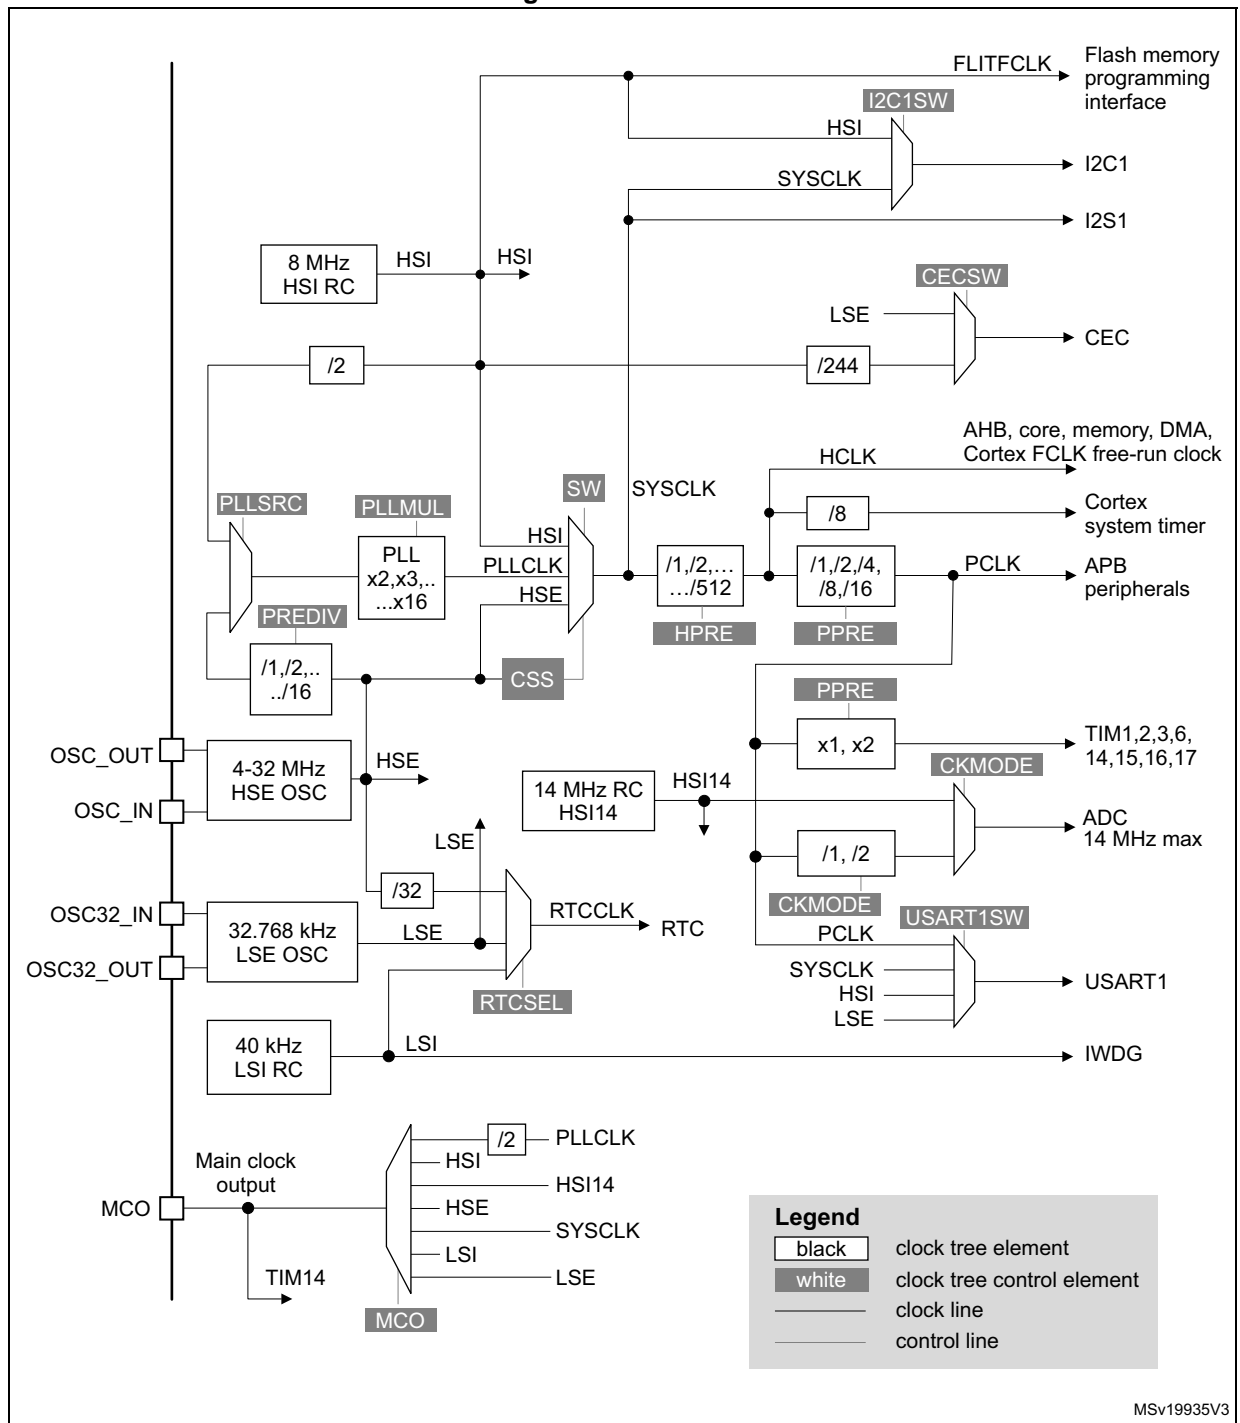 FLITFCLK
Flash memory
programming
interface
I2C1SW
HSI
I2C1
SYSCLK
I2S1
8 MHz
HSI RC
HSI
HSI
CECSW
LSE
CEC
/2
/244
AHB, core, memory, DMA,
Cortex FCLK free-run clock
HCLK
SW
SYSCLK
PLLSRC
PLLMUL
/8
Cortex
system timer
PLL
x2,x3,..
...x16
HSI
PLLCLK
HSE
/1,/2,...
.../512
/1,/2,/4,
/8,/16
PCLK
APB
peripherals
PREDIV
HPRE
PPRE
/1,/2,..
../16
CSS
PPRE
OSC_OUT
OSC_IN
4-32 MHz
HSE OSC
HSE
x1, x2
TIM1,2,3,6,
14,15,16,17
14 MHz RC
HSI14
HSI14
CKMODE
ADC
14 MHz max
LSE
/1, /2
/32
CKMODE
OSC32_IN
OSC32_OUT
32.768 kHz
LSE OSC
LSE
RTCCLK
RTC
RTCSEL
USART1SW
PCLK
SYSCLK
HSI
LSE
USART1
40 kHz
LSI RC
LSI
IWDG
/2
PLLCLK
HSI
HSI14
HSE
SYSCLK
LSI
LSE
Main clock
output
MCO
TIM14
MCO
Legend
black
clock tree element
white
clock tree control element
clock line
control line
MSv19935V3